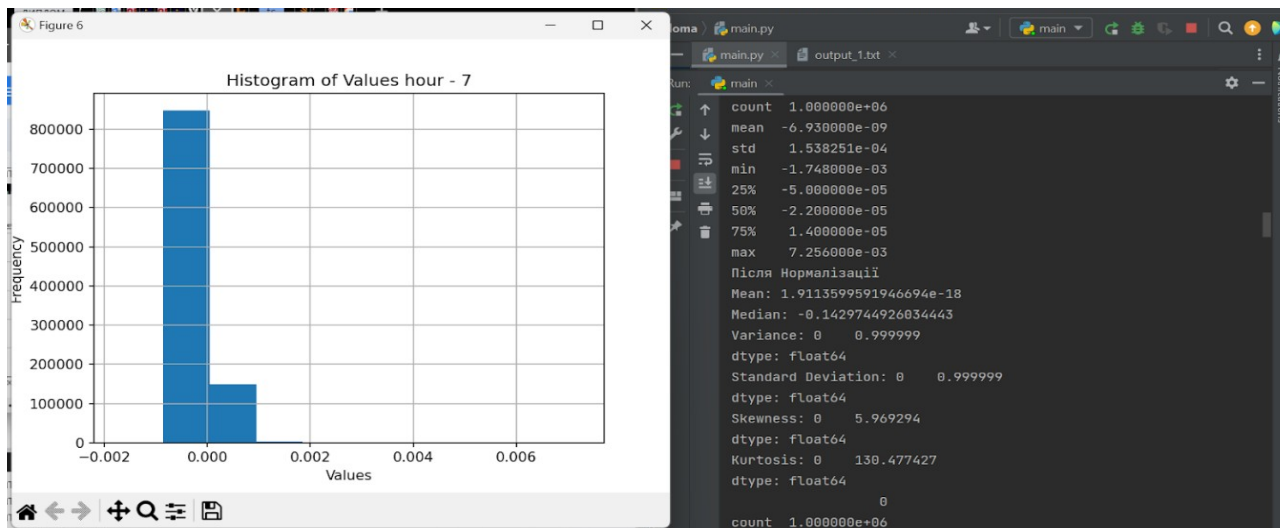 Figure 6
Histogram of Values hour - 7
800000
700000
600000
500000
400000
300000
200000
100000
0
Frequency
−0.002 0.000 0.002 0.004 0.006
Values
main.py
main
main.py output_1.txt
Run: main
count 1.000000e+06
mean -6.930000e-09
std 1.538251e-04
min -1.748000e-03
25% -5.000000e-05
50% -2.200000e-05
75% 1.400000e-05
max 7.256000e-03
Після Нормалізації
Mean: 1.9113599591946694e-18
Median: -0.1429744926034443
Variance: 0 0.999999
dtype: float64
Standard Deviation: 0 0.999999
dtype: float64
Skewness: 0 5.969294
dtype: float64
Kurtosis: 0 130.477427
dtype: float64
0
count 1.000000e+06